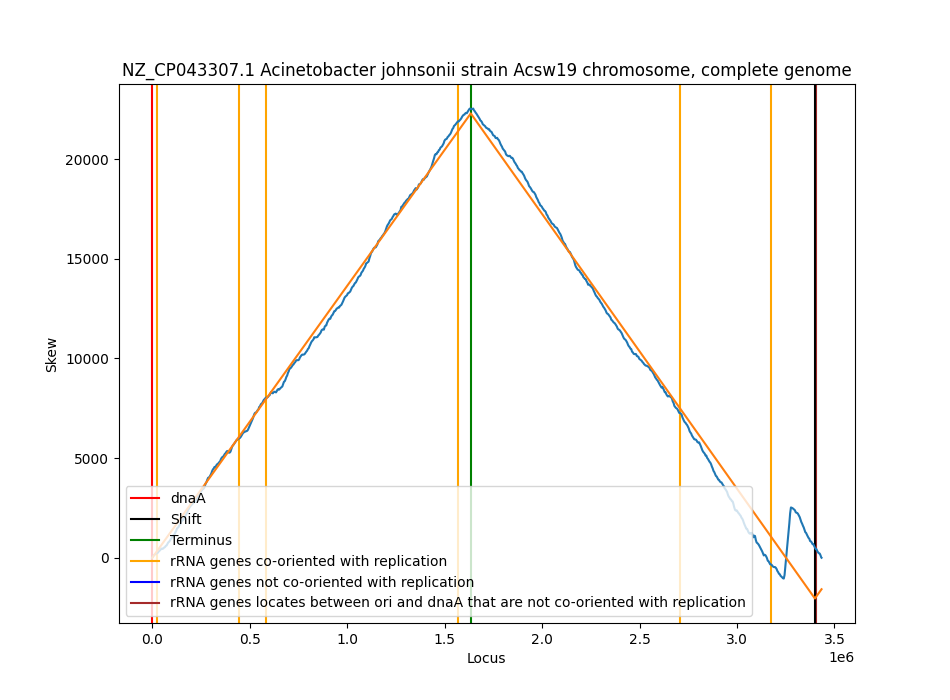 NZ_CP043307.1 Acinetobacter johnsonii strain Acsw19 chromosome, complete genome
Skew
20000
15000
10000
5000
0
dnaA
Shift
Terminus
rRNA genes co-oriented with replication
rRNA genes not co-oriented with replication
rRNA genes locates between ori and dnaA that are not co-oriented with replication
0.0 0.5 1.0 1.5 2.0 2.5 3.0 3.5
Locus
1e6